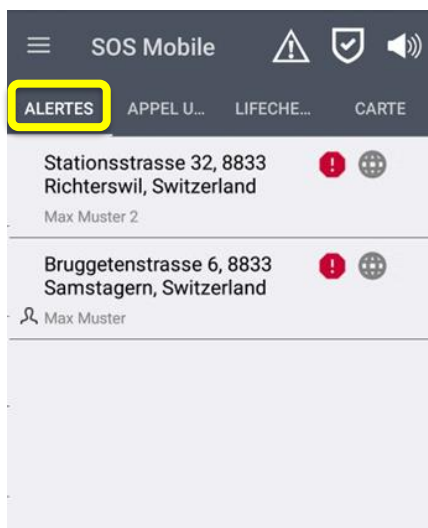 SOS Mobile
ALERTES APPEL U... LIFECHE... CARTE
Stationsstrasse 32, 8833
Richterswil, Switzerland
Max Muster 2
Bruggetenstrasse 6, 8833
Samstagern, Switzerland
Max Muster